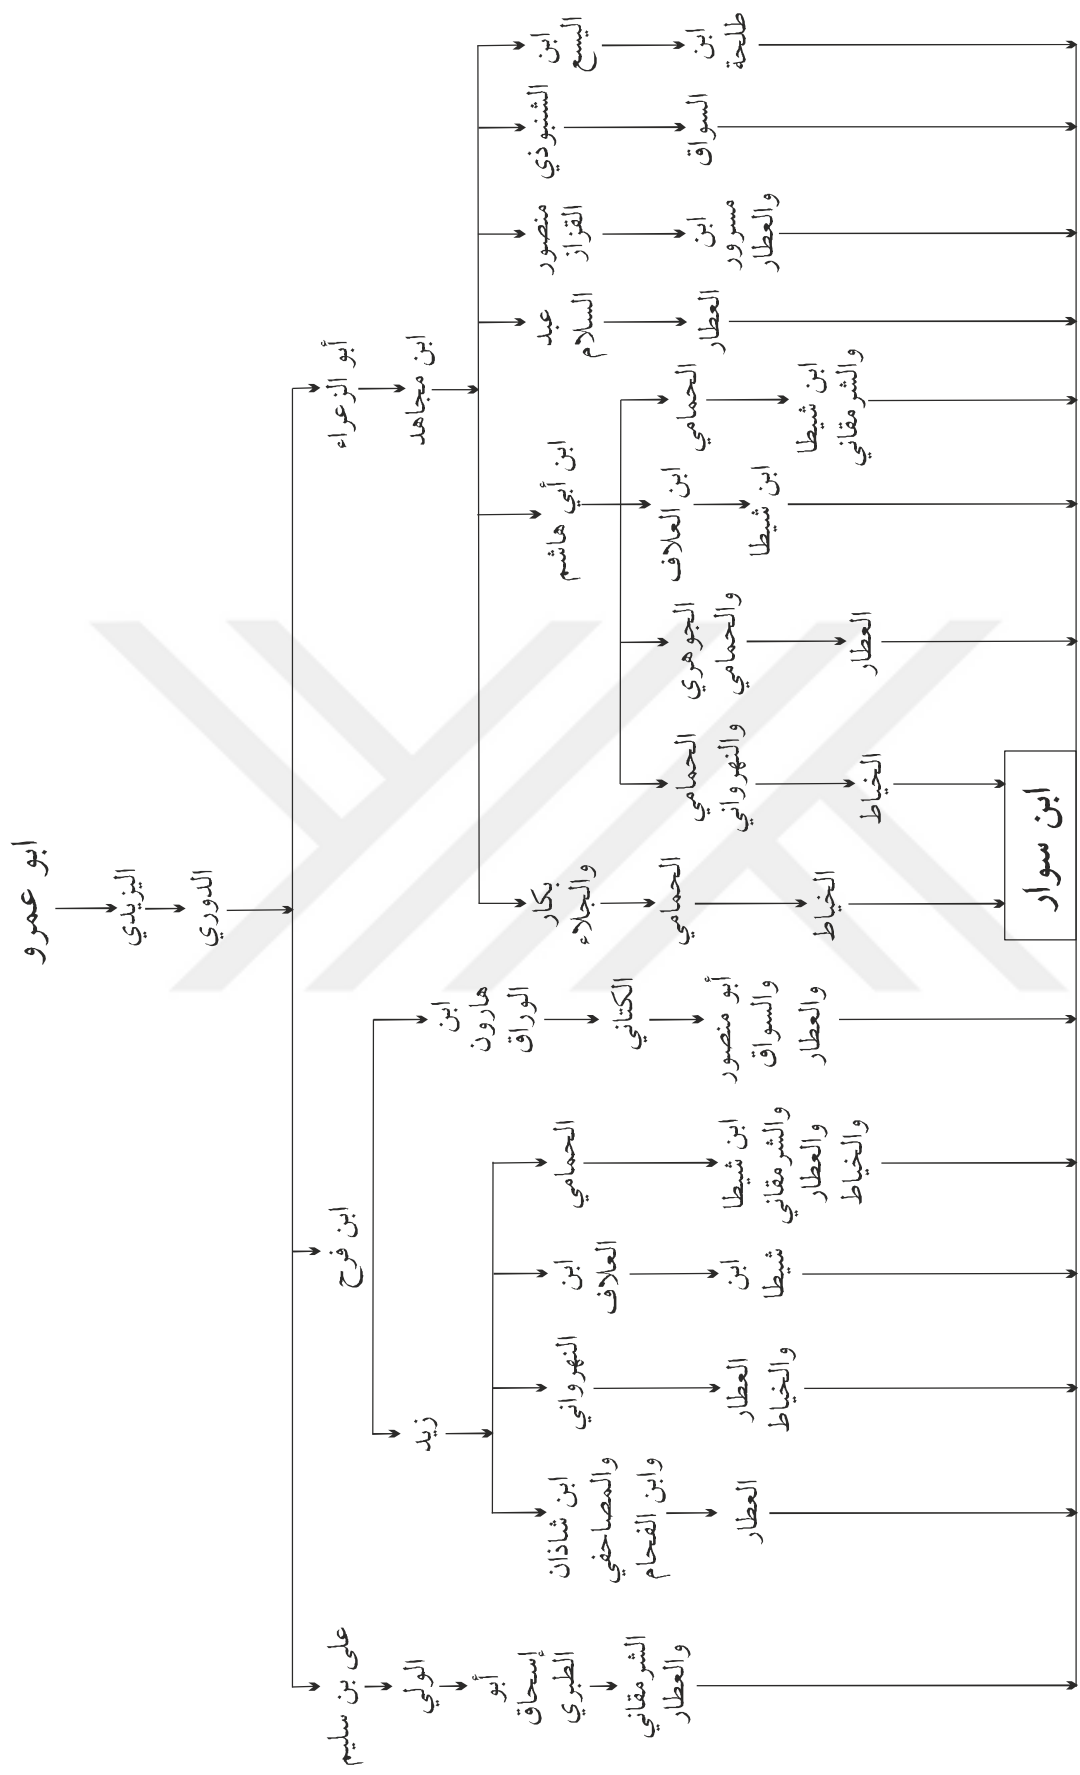 ابو عمرو
اليزيدي
الدوري
أبو
الزعراء
ابن مجاهد
ابن
اليسع
ابن
طلحة
الشنبوذي
السواق
منصور
القزاز
ابن
مسرور
والعطار
عبد
السلام
العطار
ابن أبي
هاشم
الحمامي
ابن
شيطا
والشرمقاني
ابن
العلاف
ابن
شيطا
الجوهري
والحمامي
العطار
الحمامي
والنهرواني
الخياط
بكار
والجلاء
الحمامي
الخياط
ابن فرح
ابن
هارون
الوراق
الكتاني
أبو منصور
والسواق
والعطار
زيد
الحمامي
ابن شيطا
والشرمقاني
والعطار
والخياط
ابن
العلاف
ابن
شيطا
النهرواني
العطار
والخياط
ابن شاذان
والمصاحفي
وابن الفحام
العطار
على بن سليم
الولي
أبو
إسحاق
الطبري
الشرمقاني
والعطار
ابن سوار